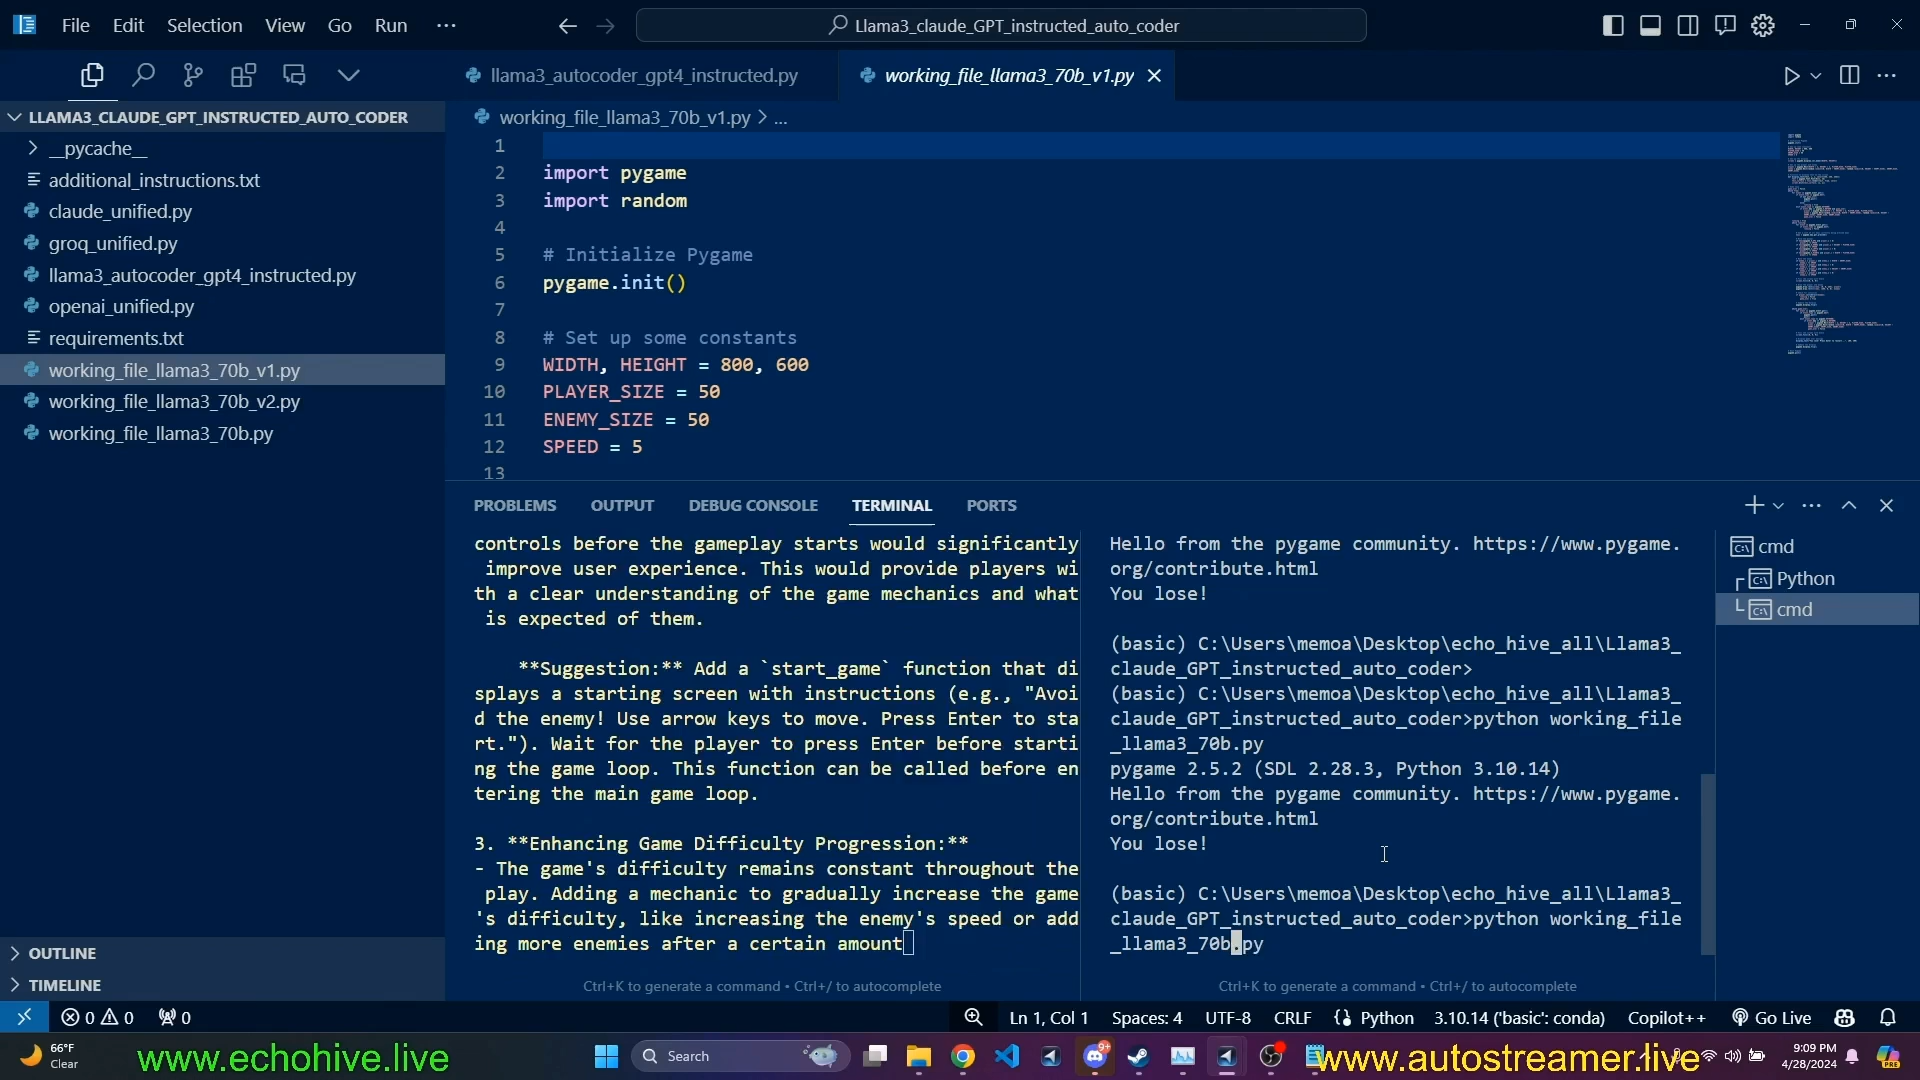 File Edit Selection View Go Run ···
Llama3_claude_GPT_instructed_auto_coder
llama3_autocoder_gpt4_instructed.py
working_file_llama3_70b_v1.py
LLAMA3_CLAUDE_GPT_INSTRUCTED_AUTO_CODER
__pycache__
additional_instructions.txt
claude_unified.py
groq_unified.py
llama3_autocoder_gpt4_instructed.py
openai_unified.py
requirements.txt
working_file_llama3_70b_v1.py
working_file_llama3_70b_v2.py
working_file_llama3_70b.py
OUTLINE
TIMELINE
working_file_llama3_70b_v1.py > ...
1
2 import pygame
3 import random
4
5 # Initialize Pygame
6 pygame.init()
7
8 # Set up some constants
9 WIDTH, HEIGHT = 800, 600
10 PLAYER_SIZE = 50
11 ENEMY_SIZE = 50
12 SPEED = 5
13
PROBLEMS OUTPUT DEBUG CONSOLE TERMINAL PORTS
controls before the gameplay starts would significantly
improve user experience. This would provide players wi
th a clear understanding of the game mechanics and what
is expected of them.
**Suggestion:** Add a `start_game` function that di
splays a starting screen with instructions (e.g., "Avoi
d the enemy! Use arrow keys to move. Press Enter to sta
rt."). Wait for the player to press Enter before starti
ng the game loop. This function can be called before en
tering the main game loop.
3. **Enhancing Game Difficulty Progression:**
- The game's difficulty remains constant throughout the
play. Adding a mechanic to gradually increase the game
's difficulty, like increasing the enemy's speed or add
ing more enemies after a certain amount
Ctrl+K to generate a command • Ctrl+/ to autocomplete
Hello from the pygame community. https://www.pygame.
org/contribute.html
You lose!
(basic) C:\Users\memoa\Desktop\echo_hive_all\Llama3_
claude_GPT_instructed_auto_coder>
(basic) C:\Users\memoa\Desktop\echo_hive_all\Llama3_
claude_GPT_instructed_auto_coder>python working_file
_llama3_70b.py
pygame 2.5.2 (SDL 2.28.3, Python 3.10.14)
Hello from the pygame community. https://www.pygame.
org/contribute.html
You lose!
(basic) C:\Users\memoa\Desktop\echo_hive_all\Llama3_
claude_GPT_instructed_auto_coder>python working_file
_llama3_70b.py
Ctrl+K to generate a command • Ctrl+/ to autocomplete
cmd
Python
cmd
0 0 0 Ln 1, Col 1 Spaces: 4 UTF-8 CRLF Python 3.10.14 ('basic': conda) Copilot++ Go Live
66°F
Clear
www.echohive.live
Search
9+
www.autostreamer.live
9:09 PM
4/28/2024
PRE